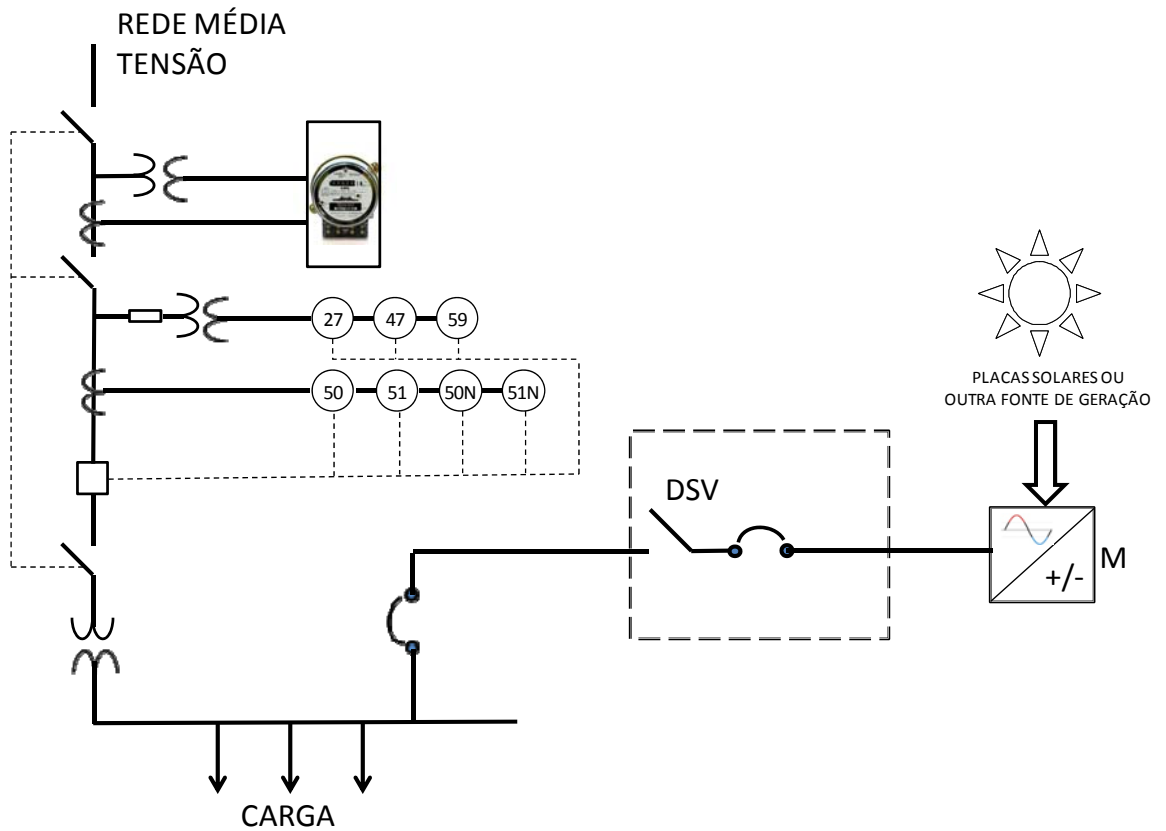 REDE MÉDIA
TENSÃO
27
47
59
50
51
50N
51N
PLACAS SOLARES OU
OUTRA FONTE DE GERAÇÃO
DSV
+/-
M
CARGA